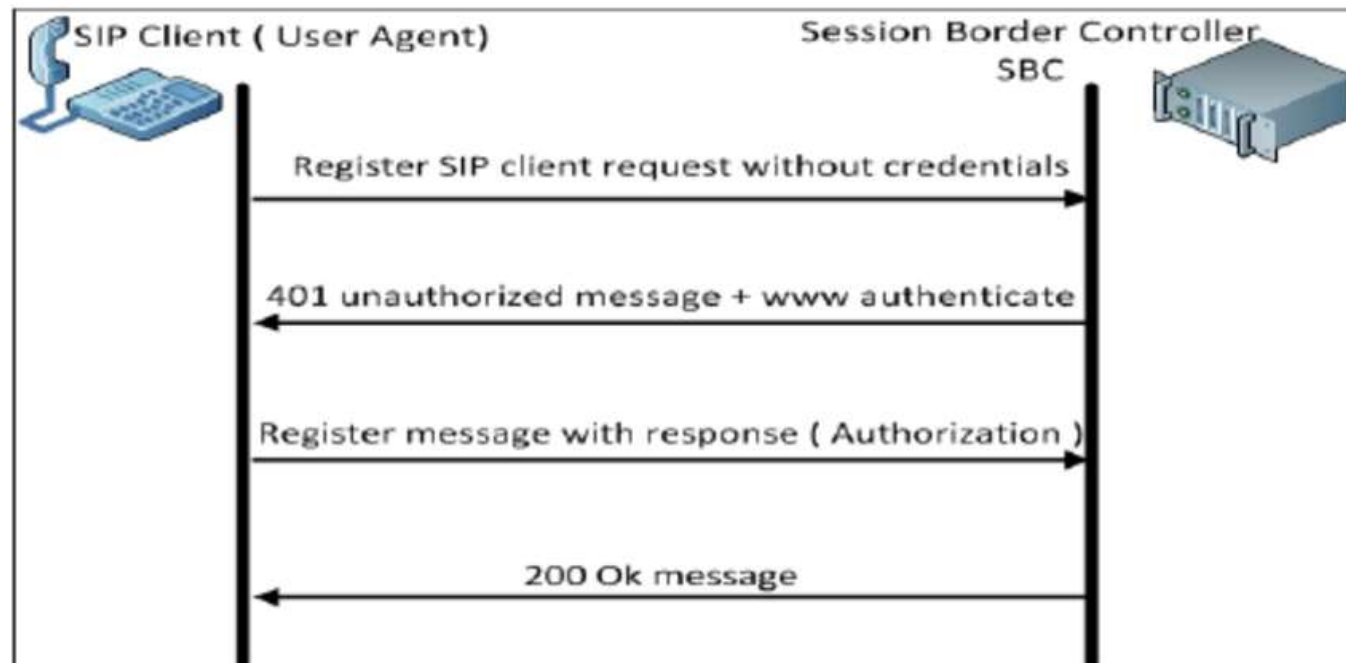 SIP Client ( User Agent)
Session Border Controller
SBC
Register SIP client request without credentials
401 unauthorized message + www authenticate
Register message with response ( Authorization )
200 Ok message